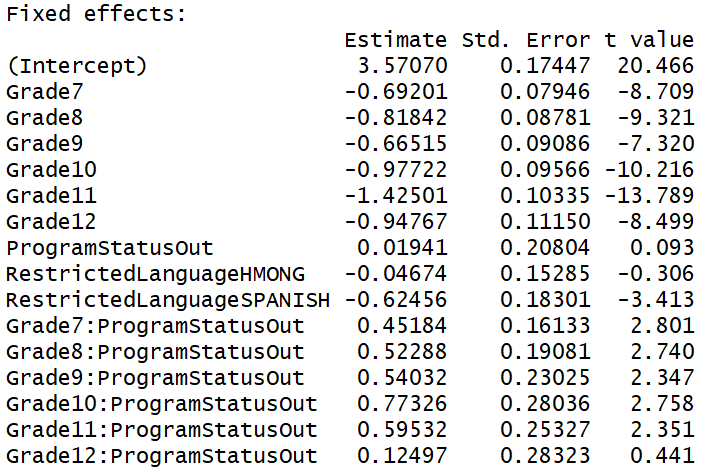 Fixed effects:
Estimate Std. Error t value
(Intercept) 3.57070 0.17447 20.466
Grade7 -0.69201 0.07946 -8.709
Grade8 -0.81842 0.08781 -9.321
Grade9 -0.66515 0.09086 -7.320
Grade10 -0.97722 0.09566 -10.216
Grade11 -1.42501 0.10335 -13.789
Grade12 -0.94767 0.11150 -8.499
ProgramStatusOut 0.01941 0.20804 0.093
RestrictedLanguageHMONG -0.04674 0.15285 -0.306
RestrictedLanguageSPANISH -0.62456 0.18301 -3.413
Grade7:ProgramStatusOut 0.45184 0.16133 2.801
Grade8:ProgramStatusOut 0.52288 0.19081 2.740
Grade9:ProgramStatusOut 0.54032 0.23025 2.347
Grade10:ProgramStatusOut 0.77326 0.28036 2.758
Grade11:ProgramStatusOut 0.59532 0.25327 2.351
Grade12:ProgramStatusOut 0.12497 0.28323 0.441